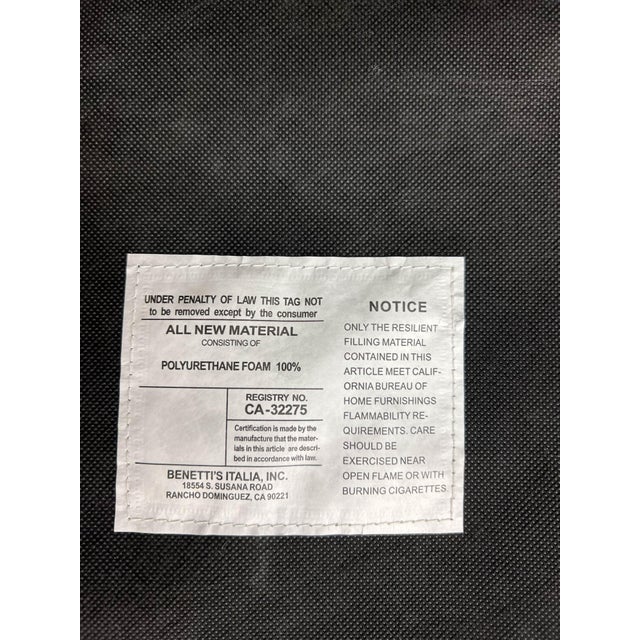 UNDER PENALTY OF LAW THIS TAG NOT
to be removed except by the consumer
ALL NEW MATERIAL
CONSISTING OF
POLYURETHANE FOAM 100%
REGISTRY NO.
CA-32275
Certification is made by the
manufacture that the mater-
ials in this article are descri-
bed in accordance with law.
BENETTI'S ITALIA, INC.
18554 S. SUSANA ROAD
RANCHO DOMINGUEZ, CA 90221
NOTICE
ONLY THE RESILIENT
FILLING MATERIAL
CONTAINED IN THIS
ARTICLE MEET CALIF-
ORNIA BUREAU OF
HOME FURNISHINGS
FLAMMABILITY RE-
QUIREMENTS. CARE
SHOULD BE
EXERCISED NEAR
OPEN FLAME OR WITH
BURNING CIGARETTES.